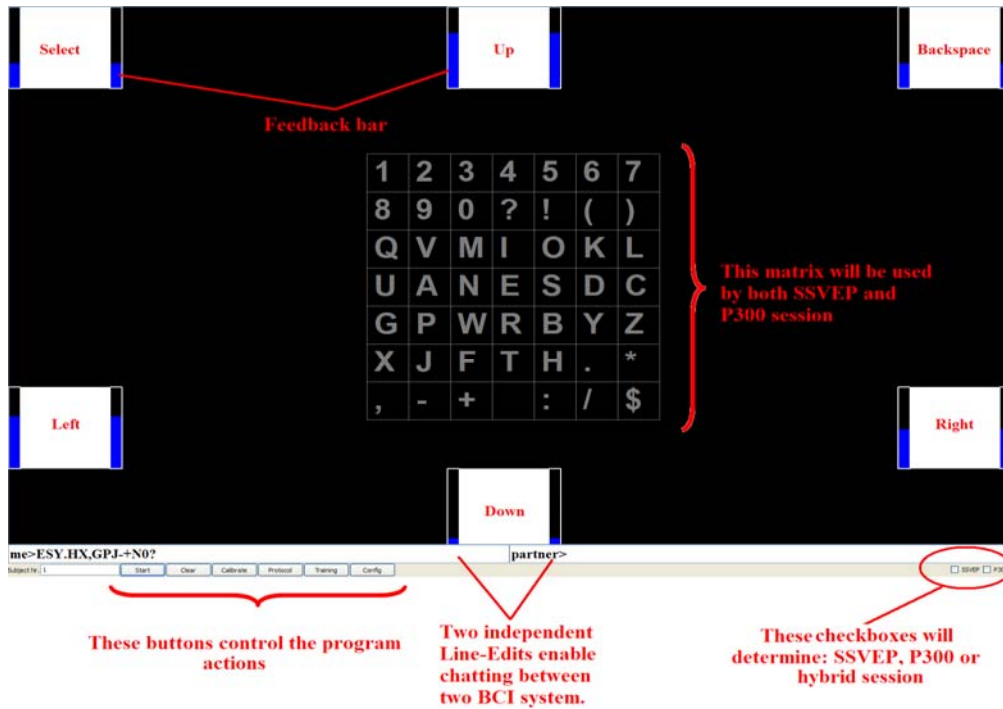 Select
Up
Backspace
Feedback bar
1 2 3 4 5 6 7
8 9 0 ? ! ( )
Q V M I O K L
U A N E S D C
G P W R B Y Z
X J F T H . *
, - + : / $
This matrix will be used
by both SSVEP and
P300 session
Left
Right
Down
me>ESY.HX,GPJ-+N0?
partner>
Subject Nr. 1 Start Clear Calibrate Protocol Training Config
SSVEP
These buttons control the program
actions
Two independent
Line-Edits enable
chatting between
two BCI system.
These checkboxes will
determine: SSVEP, P300 or
hybrid session